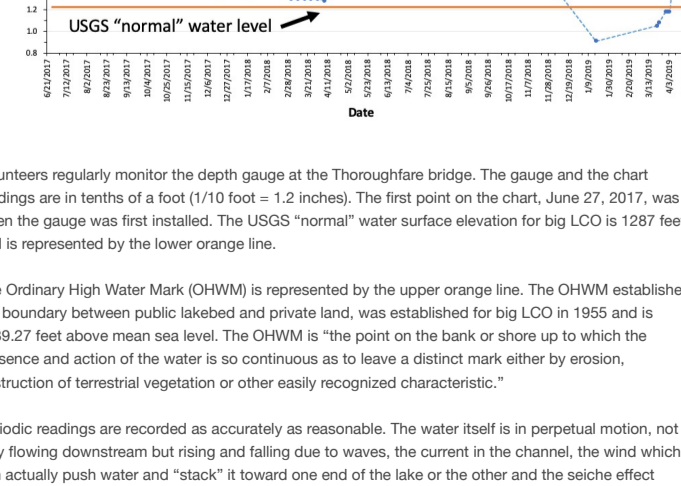 1.2
USGS “normal” water level
1.0
0.8
6/21/2017 7/12/2017 8/2/2017 8/23/2017 9/13/2017 10/4/2017 10/25/2017 11/15/2017 12/6/2017 12/27/2017 1/17/2018 2/7/2018 2/28/2018 3/21/2018 4/11/2018 5/2/2018 5/23/2018 6/13/2018 7/4/2018 7/25/2018 8/15/2018 9/5/2018 9/26/2018 10/17/2018 11/7/2018 11/28/2018 12/19/2018 1/9/2019 1/30/2019 2/20/2019 3/13/2019 4/3/2019
Date
unteers regularly monitor the depth gauge at the Thoroughfare bridge. The gauge and the chart
dings are in tenths of a foot (1/10 foot = 1.2 inches). The first point on the chart, June 27, 2017, was
en the gauge was first installed. The USGS “normal” water surface elevation for big LCO is 1287 fee
is represented by the lower orange line.
Ordinary High Water Mark (OHWM) is represented by the upper orange line. The OHWM establishe
boundary between public lakebed and private land, was established for big LCO in 1955 and is
9.27 feet above mean sea level. The OHWM is “the point on the bank or shore up to which the
sence and action of the water is so continuous as to leave a distinct mark either by erosion,
struction of terrestrial vegetation or other easily recognized characteristic.”
iodic readings are recorded as accurately as reasonable. The water itself is in perpetual motion, not
y flowing downstream but rising and falling due to waves, the current in the channel, the wind which
actually push water and “stack” it toward one end of the lake or the other and the seiche effect